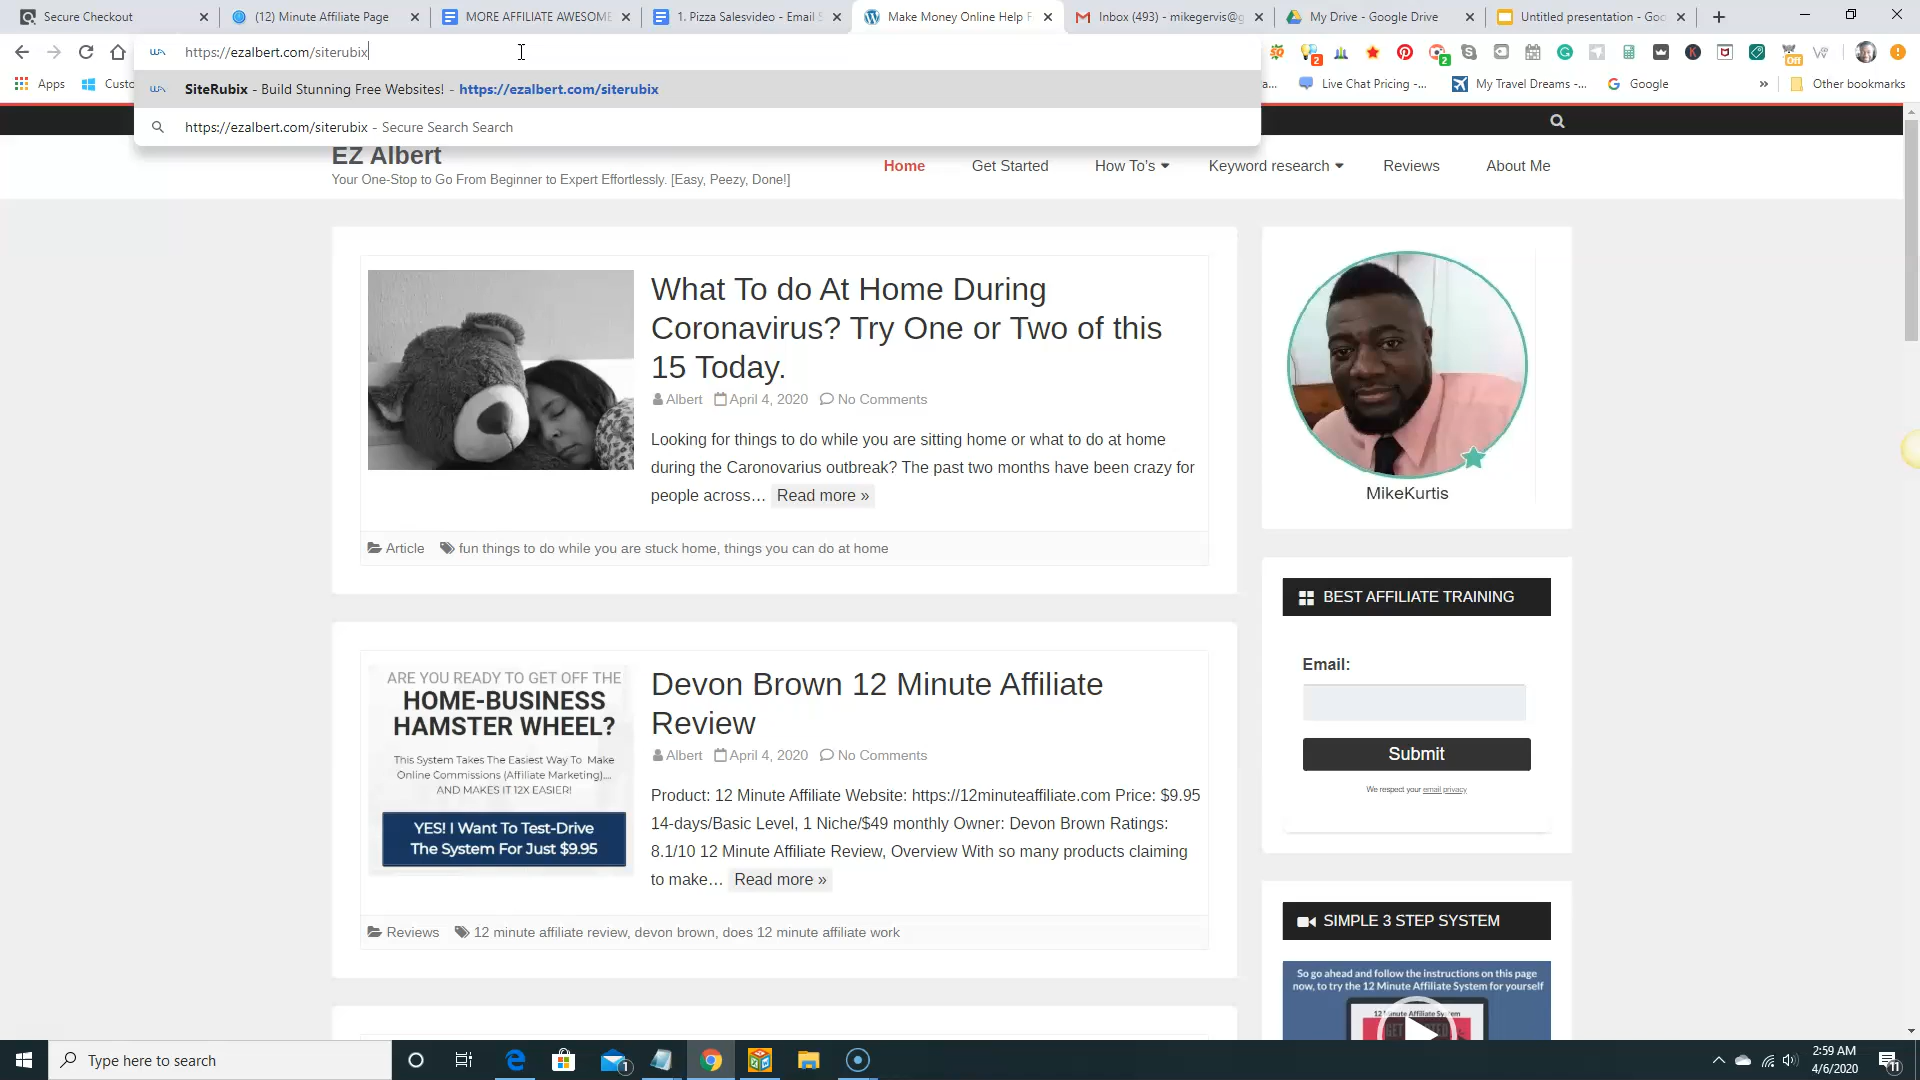 Secure Checkout
(12) Minute Affiliate Page
MORE AFFILIATE AWESOME
1. Pizza Salesvideo - Email S
Make Money Online Help F
Inbox (493) - mikegervis@g
My Drive - Google Drive
Untitled presentation - Goo
https://ezalbert.com/siterubix
2
2
Off
Apps
Custo
SiteRubix - Build Stunning Free Websites! - https://ezalbert.com/siterubix
a...
Live Chat Pricing -...
My Travel Dreams -...
Google
»
Other bookmarks
https://ezalbert.com/siterubix - Secure Search Search
EZ Albert
Your One-Stop to Go From Beginner to Expert Effortlessly. [Easy, Peezy, Done!]
Home
Get Started
How To's
Keyword research
Reviews
About Me
What To do At Home During
Coronavirus? Try One or Two of this
15 Today.
Albert April 4, 2020 No Comments
Looking for things to do while you are sitting home or what to do at home
during the Caronovarius outbreak? The past two months have been crazy for
people across… Read more »
Article fun things to do while you are stuck home, things you can do at home
MikeKurtis
BEST AFFILIATE TRAINING
Email:
Submit
We respect your email privacy
ARE YOU READY TO GET OFF THE
HOME-BUSINESS
HAMSTER WHEEL?
This System Takes The Easiest Way To Make
Online Commissions (Affiliate Marketing)....
AND MAKES IT 12X EASIER!
YES! I Want To Test-Drive
The System For Just $9.95
Devon Brown 12 Minute Affiliate
Review
Albert April 4, 2020 No Comments
Product: 12 Minute Affiliate Website: https://12minuteaffiliate.com Price: $9.95
14-days/Basic Level, 1 Niche/$49 monthly Owner: Devon Brown Ratings:
8.1/10 12 Minute Affiliate Review, Overview With so many products claiming
to make… Read more »
Reviews 12 minute affiliate review, devon brown, does 12 minute affiliate work
SIMPLE 3 STEP SYSTEM
So go ahead and follow the instructions on this page
now, to try the 12 Minute Affiliate System for yourself
12 Minute Affiliate System
Type here to search
1
2:59 AM
4/6/2020
11